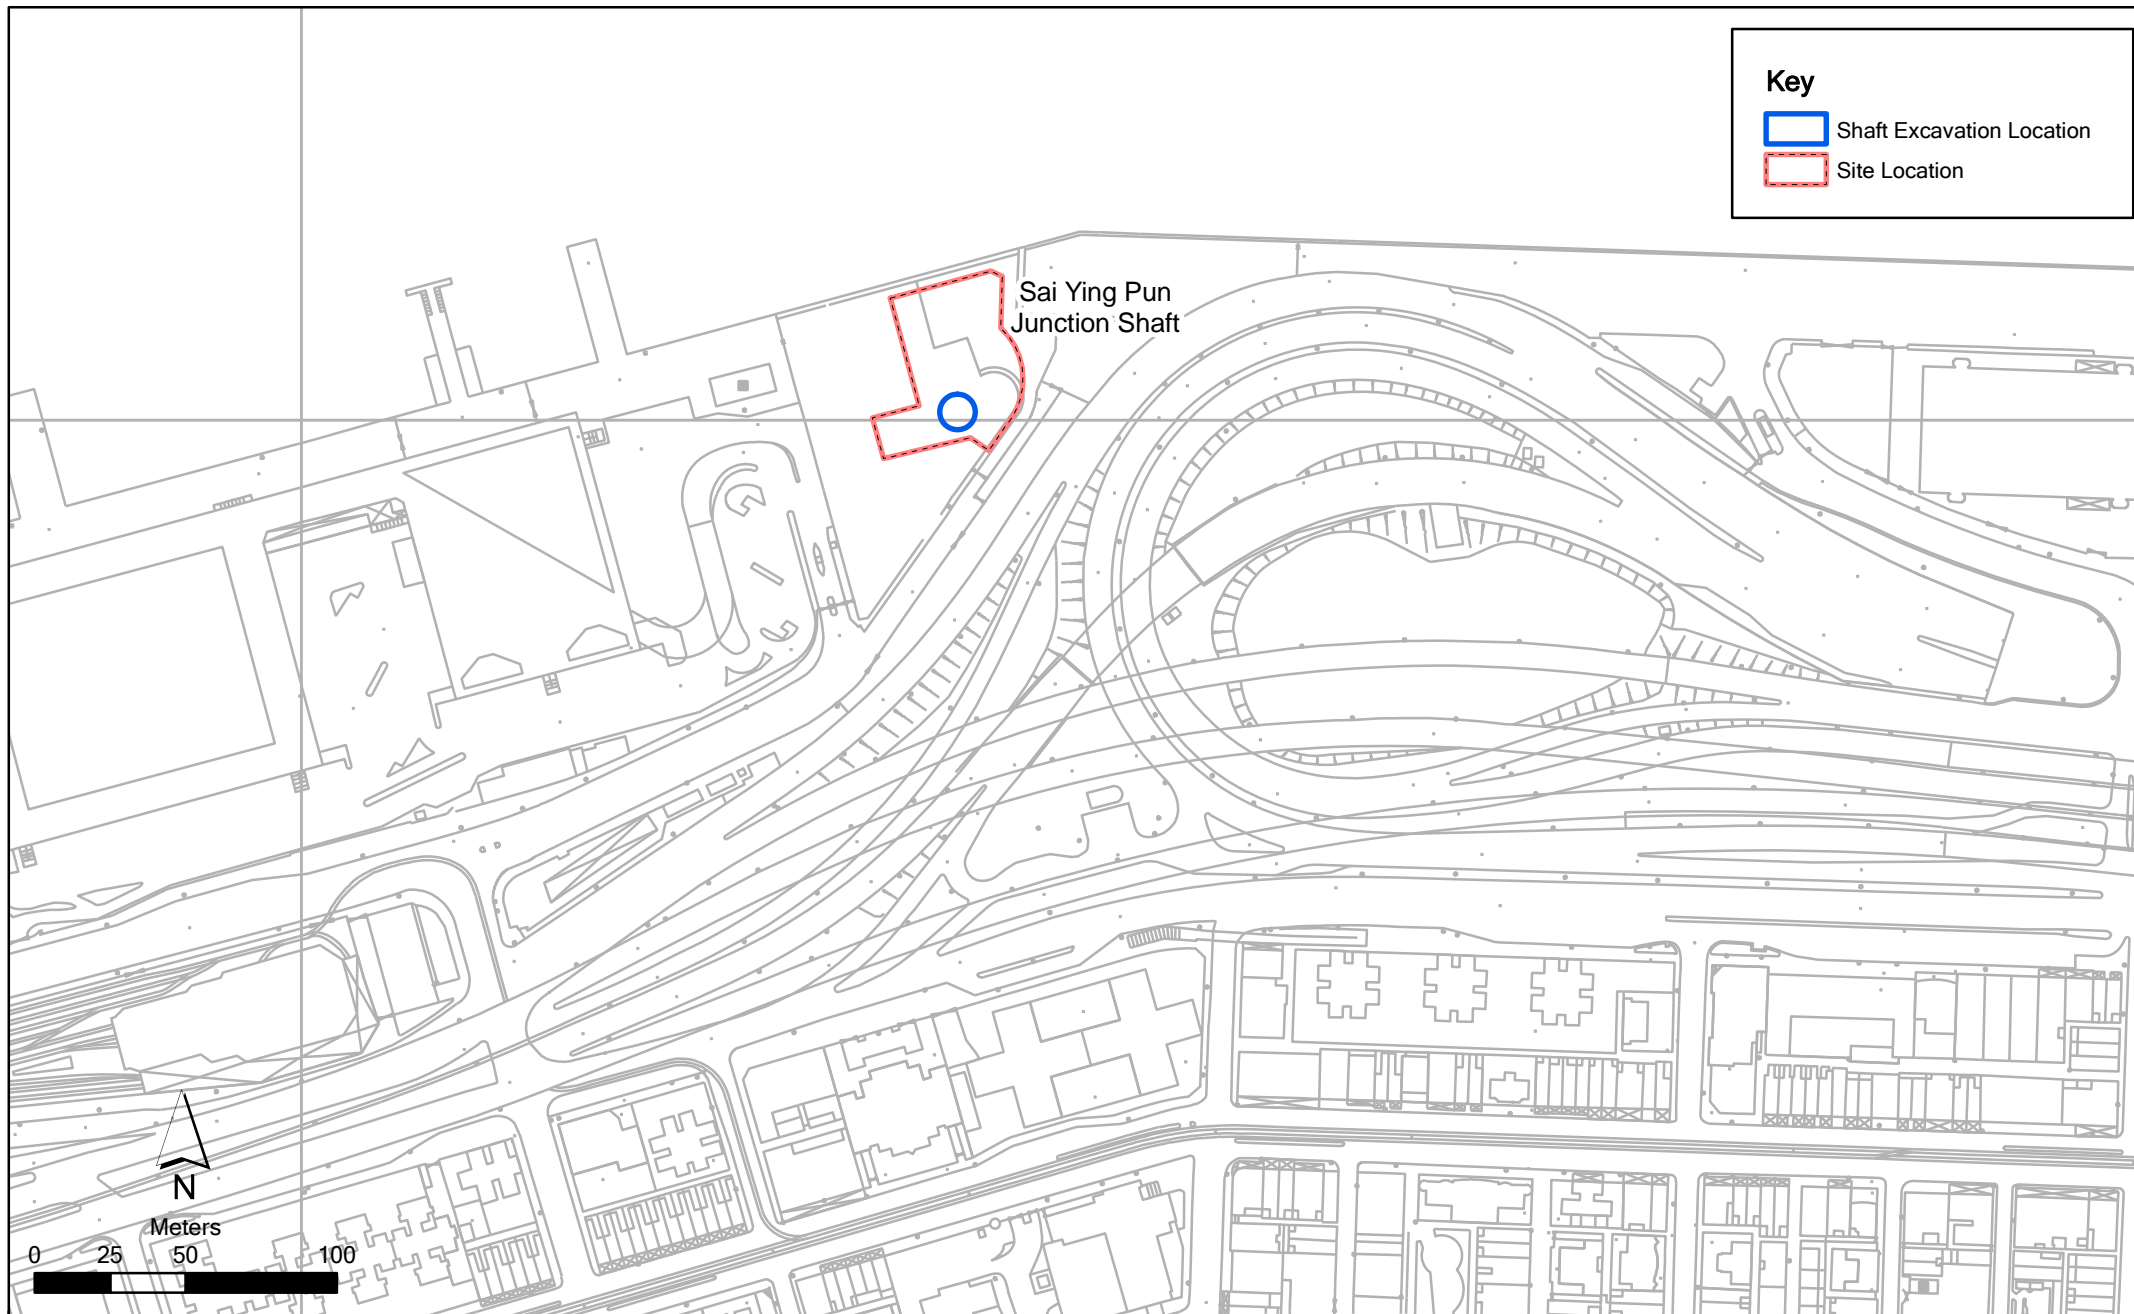 Key
Shaft Excavation Location
Site Location
Sai Ying Pun
Junction Shaft
N
Meters
0 25 50 100